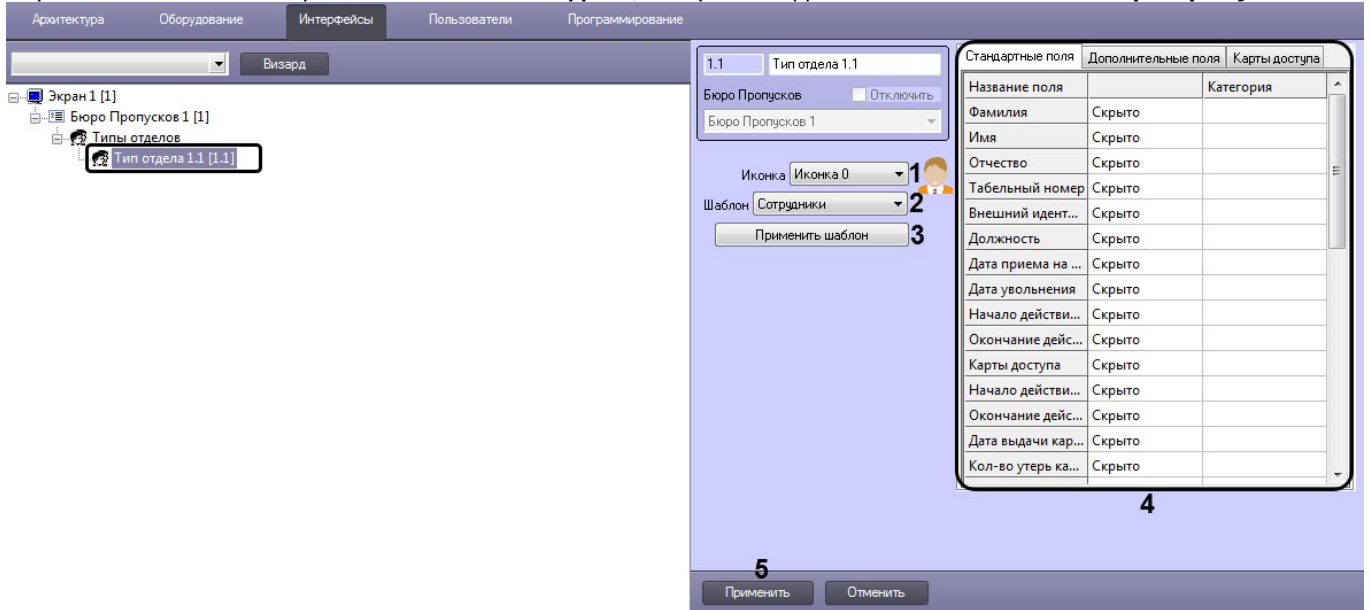 Архитектура Оборудование Интерфейсы Пользователи Программирование
Визард
Экран 1 [1]
Бюро Пропусков 1 [1]
Типы отделов
Тип отдела 1.1 [1.1]
1.1 Тип отдела 1.1
Бюро Пропусков Отключить
Бюро Пропусков 1
Иконка Иконка 0 1
Шаблон Сотрудники 2
Применить шаблон 3
Стандартные поля Дополнительные поля Карты доступа
Название поля Категория
Фамилия Скрыто
Имя Скрыто
Отчество Скрыто
Табельный номер Скрыто
Внешний идент... Скрыто
Должность Скрыто
Дата приема на ... Скрыто
Дата увольнения Скрыто
Начало действи... Скрыто
Окончание дейс... Скрыто
Карты доступа Скрыто
Начало действи... Скрыто
Окончание дейс... Скрыто
Дата выдачи кар... Скрыто
Кол-во утерь ка... Скрыто
4
5
Применить Отменить